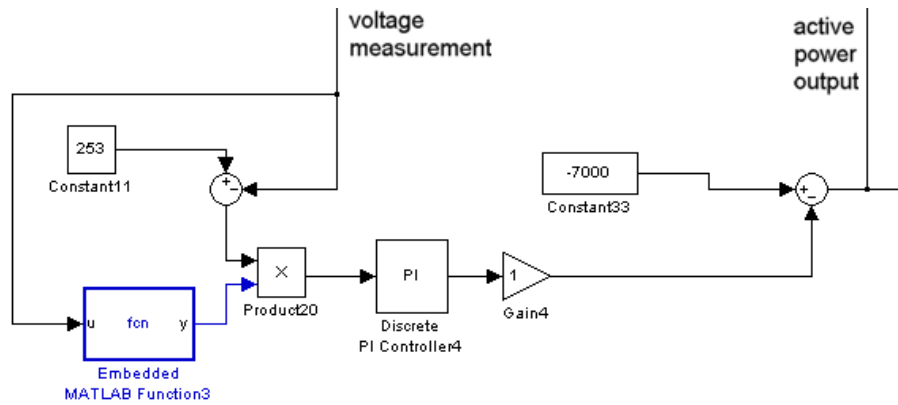 voltage
measurement
active
power
output
253
Constant11
+
−
-7000
Constant33
+
−
×
Product20
PI
Discrete
PI Controller4
1
Gain4
u
fcn
y
Embedded
MATLAB Function3